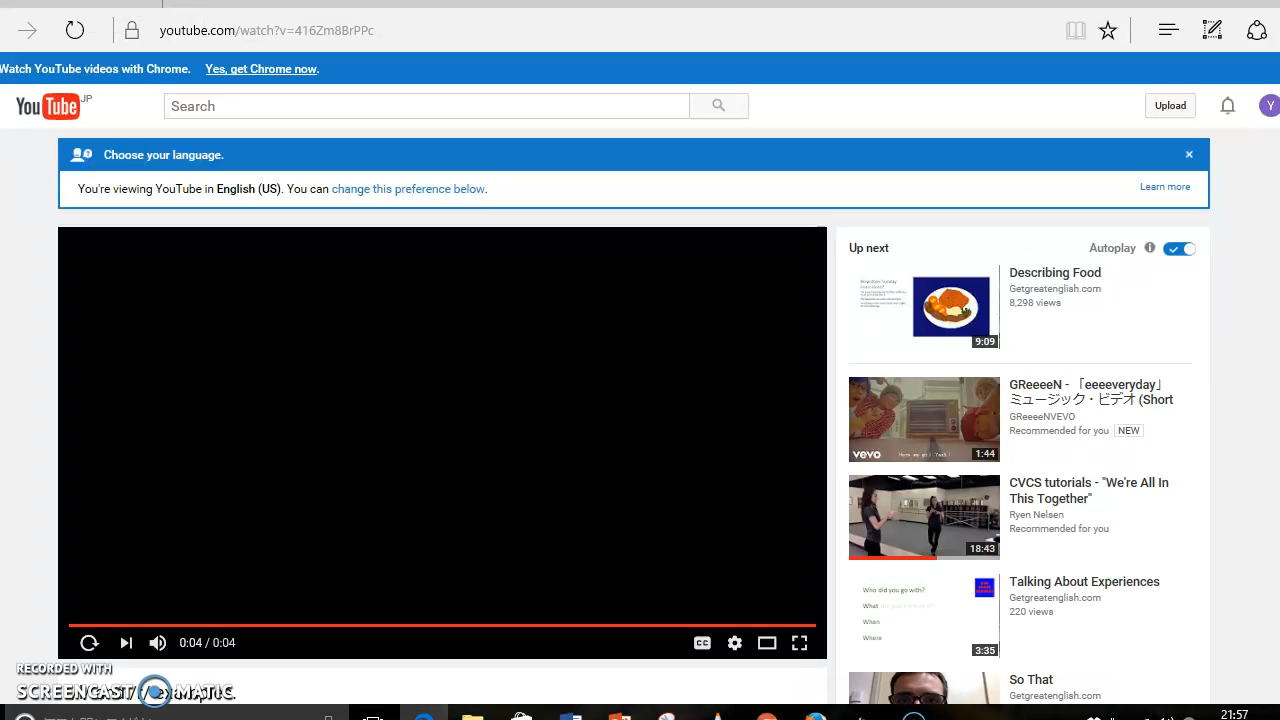 youtube.com/watch?v=416Zm8BrPPc
Watch YouTube videos with Chrome. Yes, get Chrome now.
YouTube JP
Search
Upload
Y
Choose your language.
×
You're viewing YouTube in English (US). You can change this preference below.
Learn more
Up next
Autoplay
Describing Food
Getgreatenglish.com
8,298 views
9:09
GReeeeN - 「eeeeveryday」
ミュージック・ビデオ (Short
GReeeeNVEVO
Recommended for you NEW
vevo
Here we go! Yeah!
1:44
CVCS tutorials - "We're All In
This Together"
Ryen Nelsen
Recommended for you
18:43
Talking About Experiences
Getgreatenglish.com
220 views
Who did you go with?
What
When
Where
3:35
So That
Getgreatenglish.com
0:04 / 0:04
CC
RECORDED WITH
SCREENCAST MATIC
21:57